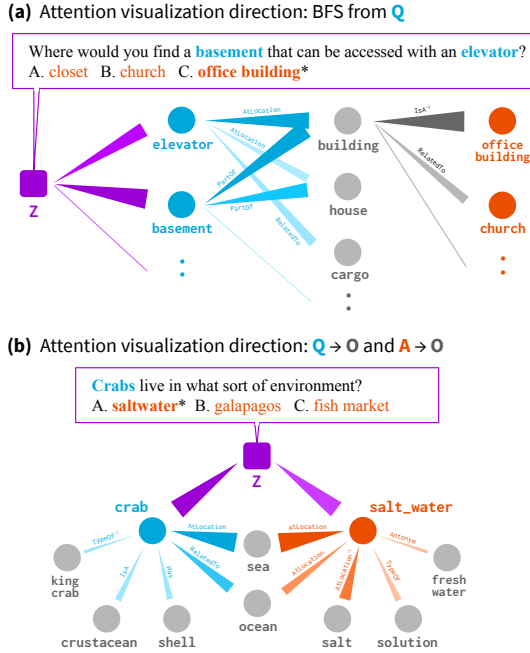 (a) Attention visualization direction: BFS from Q
Where would you find a basement that can be accessed with an elevator?
A. closet B. church C. office building*
AtLocation
IsA⁻¹
elevator
building
office
building
AtLocation
RelatedTo
PartOf
Z
basement
PartOf
house
church
RelatedTo
cargo
(b) Attention visualization direction: Q → O and A → O
Crabs live in what sort of environment?
A. saltwater* B. galapagos C. fish market
Z
crab
salt_water
AtLocation
AtLocation
TypeOf⁻¹
RelatedTo
sea
AtLocation
Antonym
IsA
Has
AtLocation⁻¹
TypeOf
king
crab
fresh
water
ocean
crustacean
shell
salt
solution